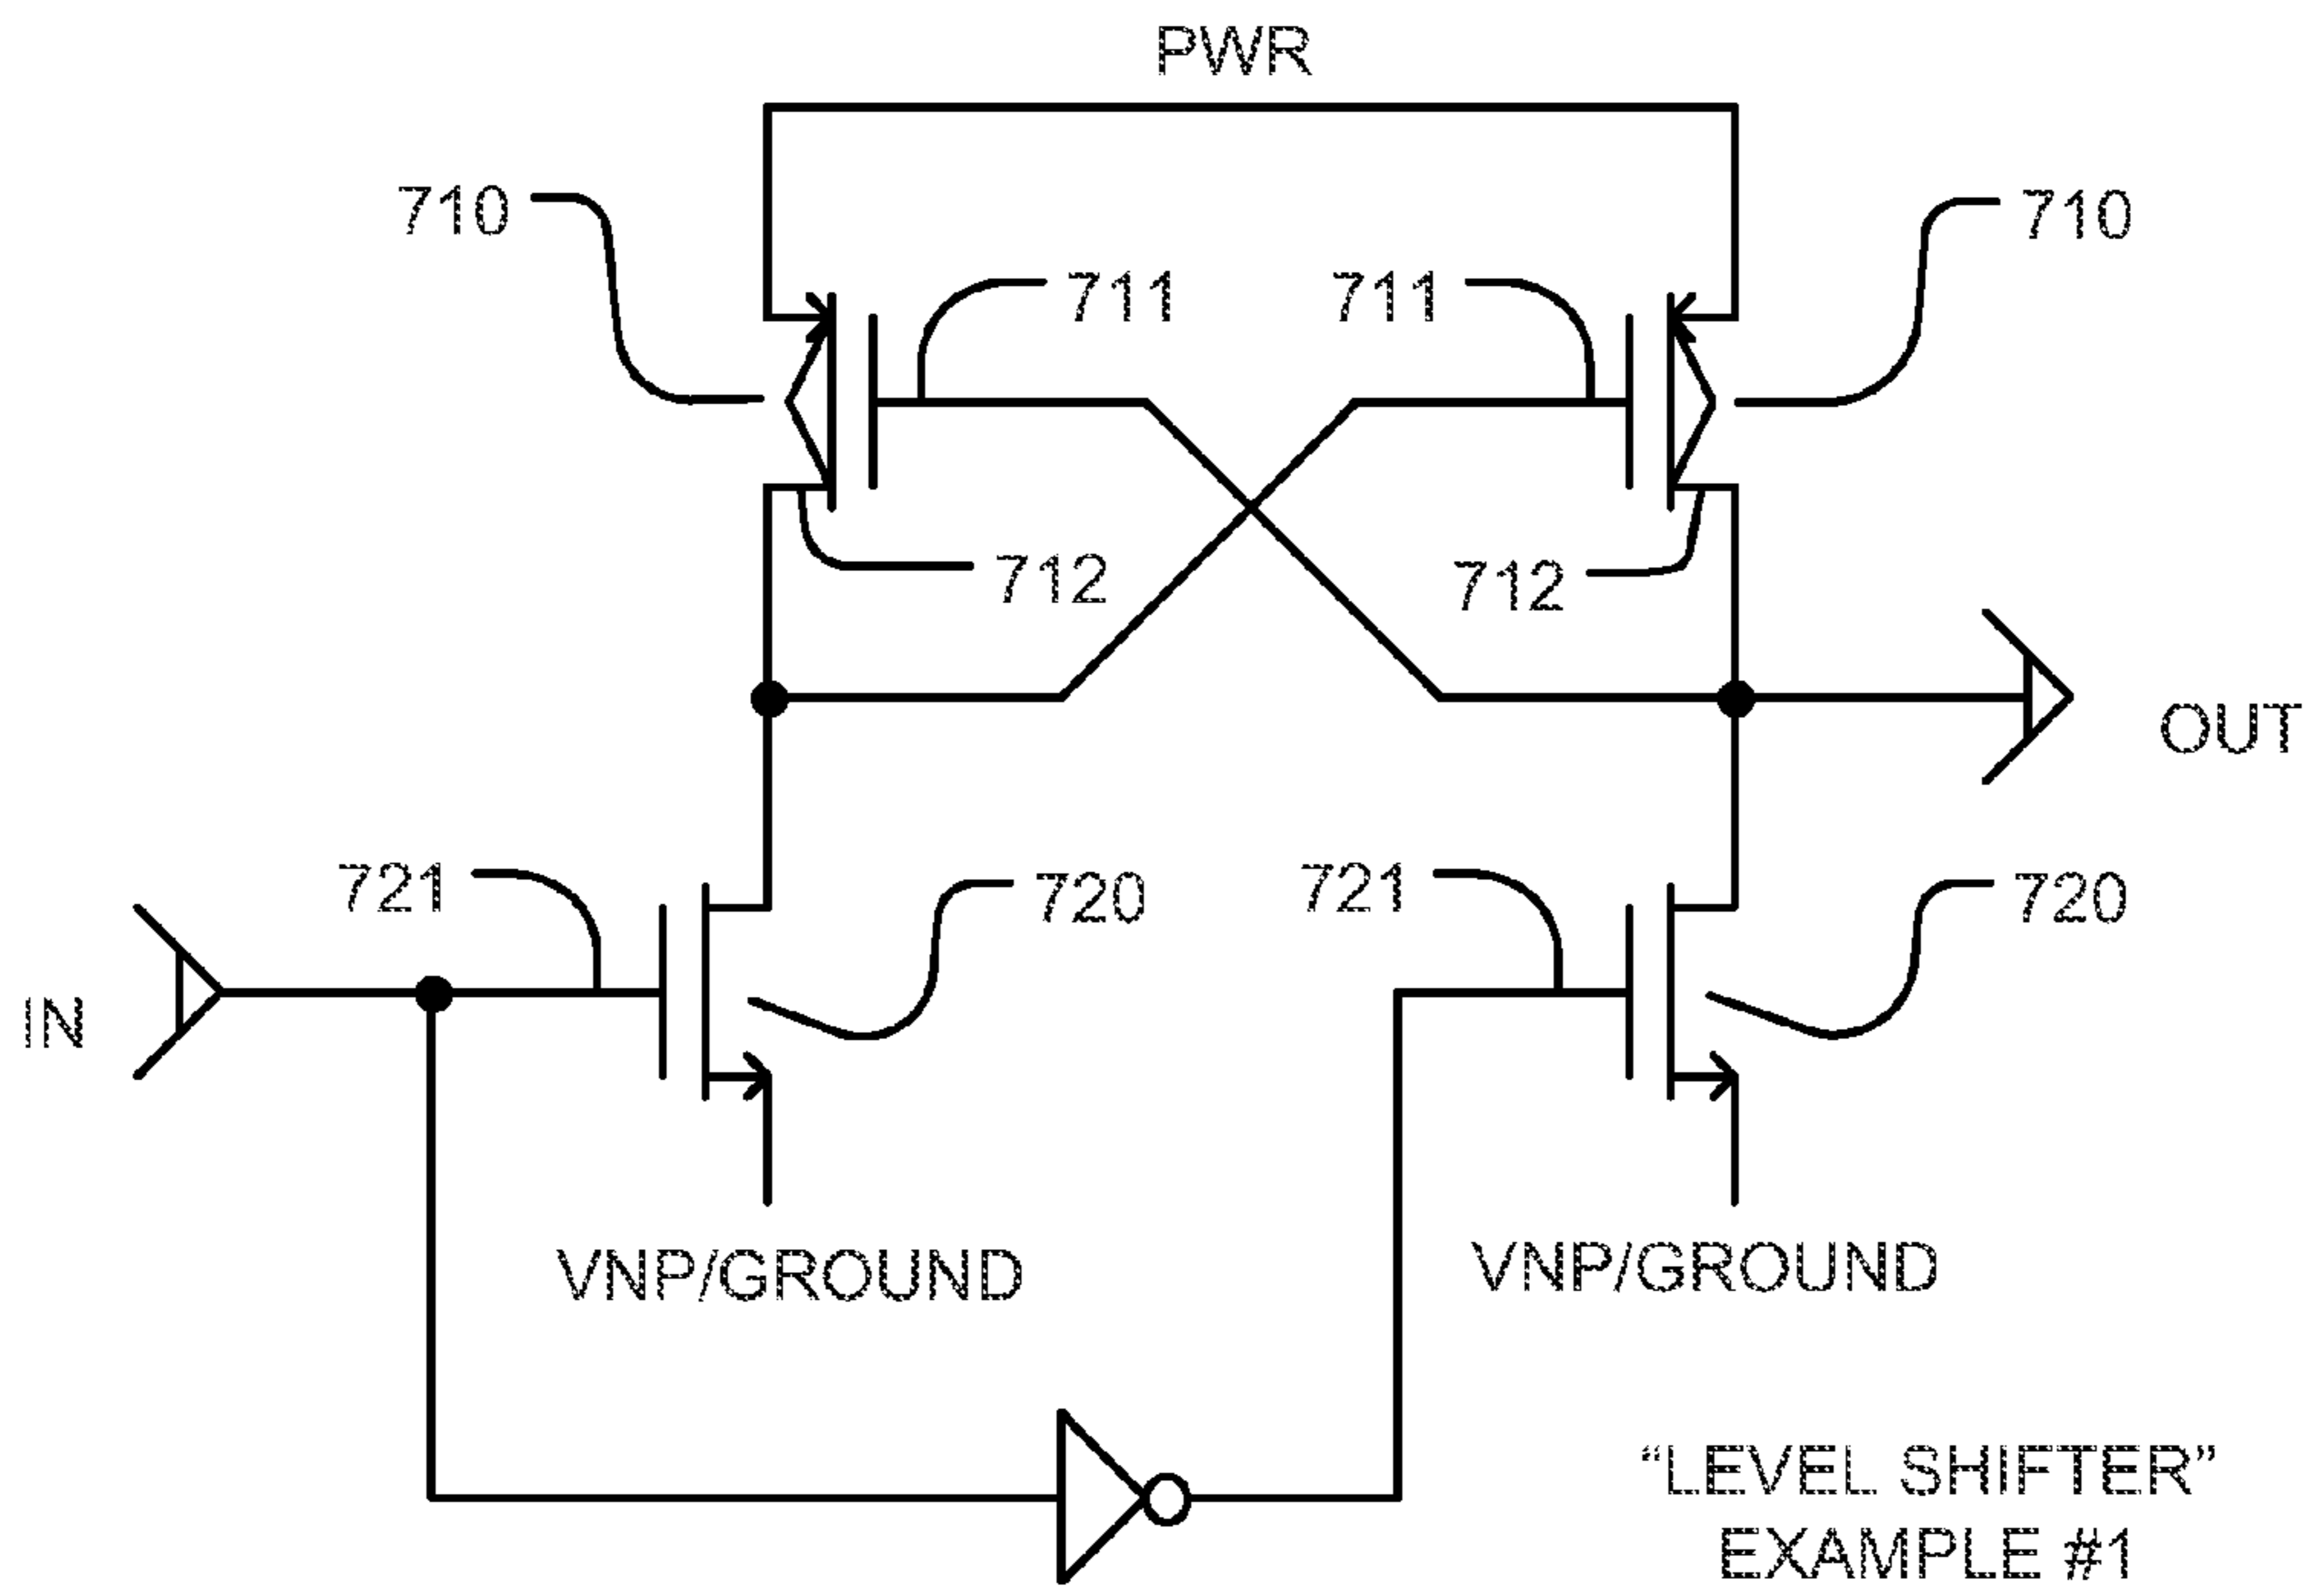 PWR
710
710
711
711
712
712
OUT
721
720
721
720
IN
VNP/GROUND
VNP/GROUND
“LEVEL SHIFTER”
EXAMPLE #1